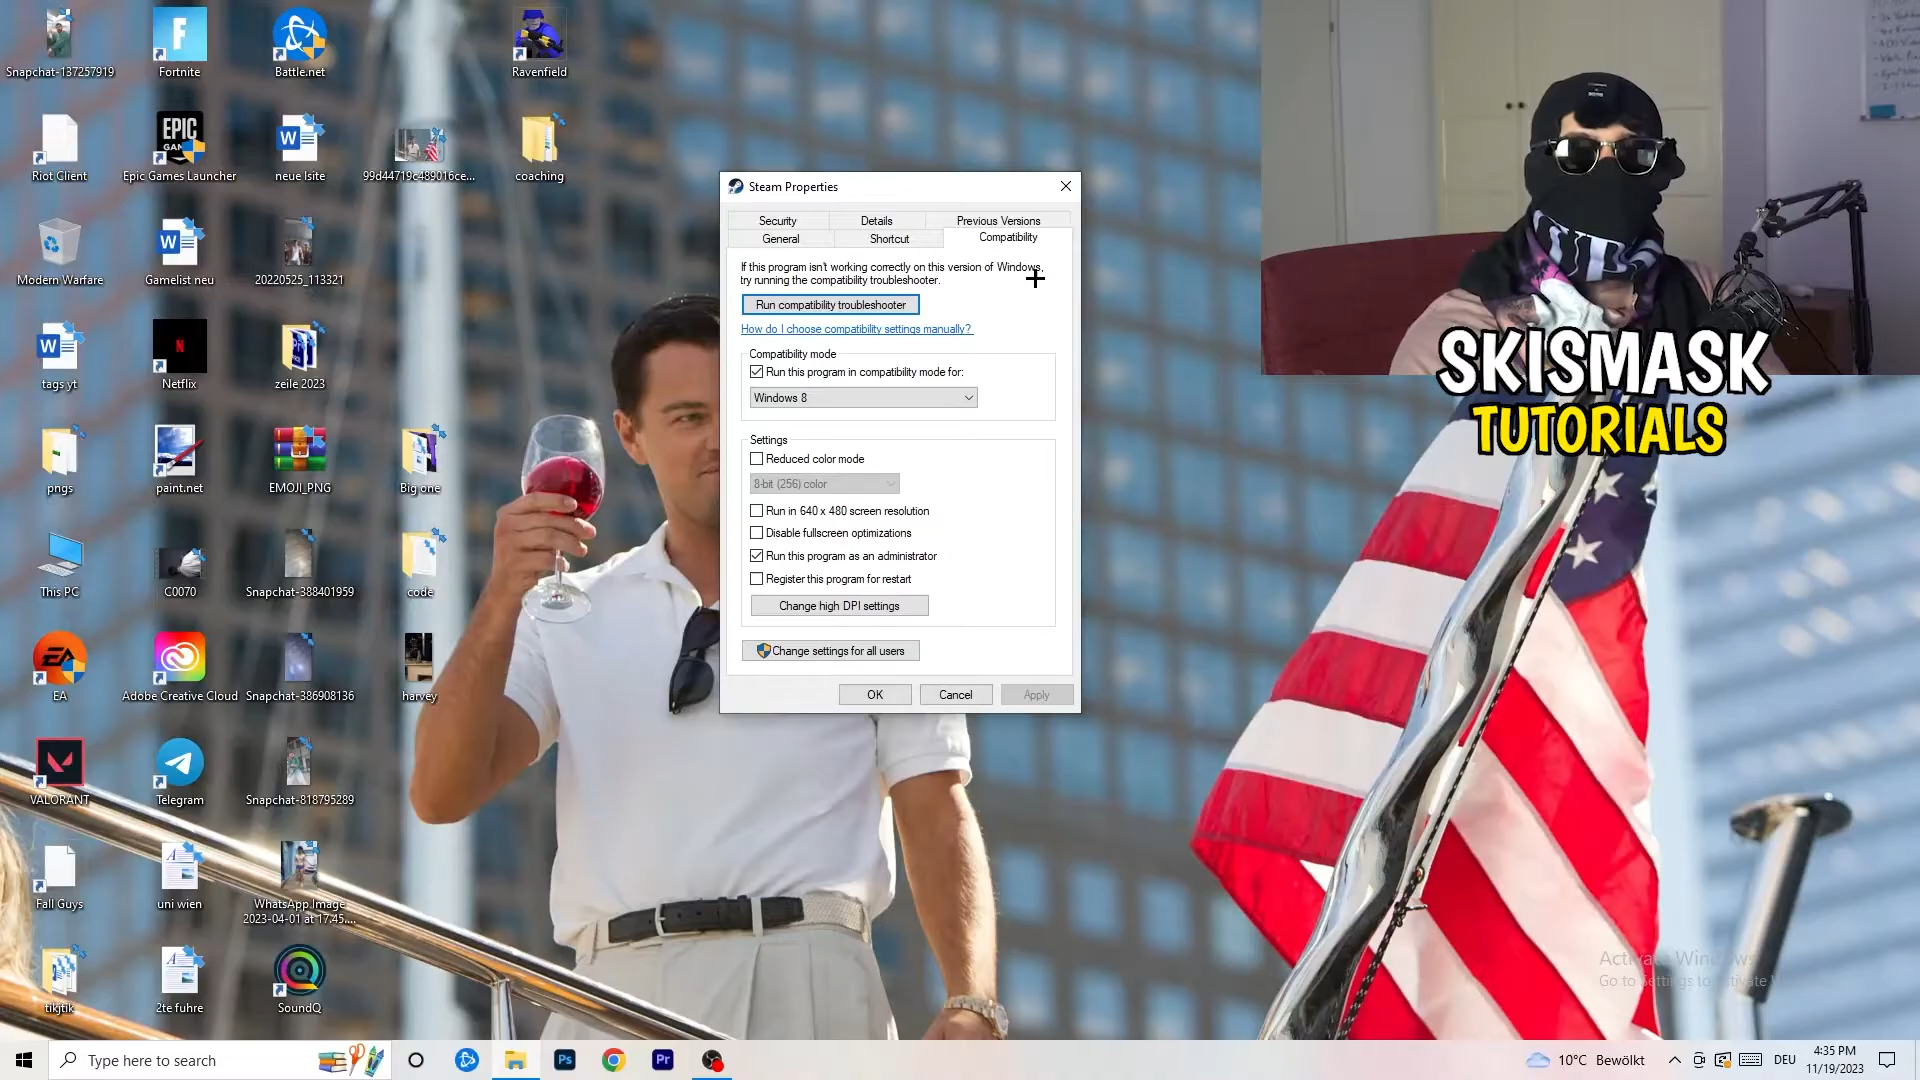 Snapchat-137257919
Fortnite
Battle.net
Ravenfield
Riot Client
EPIC
GAMES
Epic Games Launcher
neue lsite
99d44719c489016ce...
coaching
Modern Warfare
Gamelist neu
20220525_113321
tags yt
Netflix
zeile 2023
pngs
paint.net
EMOJI_PNG
Big one
This PC
C0070
Snapchat-388401959
code
EA
Adobe Creative Cloud
Snapchat-386908136
harvey
VALORANT
Telegram
Snapchat-818795289
Fall Guys
uni wien
WhatsApp Image
2023-04-01 at 17.45....
tikjtik
2te fuhre
SoundQ
Steam Properties
Security
Details
Previous Versions
General
Shortcut
Compatibility
If this program isn't working correctly on this version of Windows,
try running the compatibility troubleshooter.
Run compatibility troubleshooter
How do I choose compatibility settings manually?
Compatibility mode
Run this program in compatibility mode for:
Windows 8
Settings
Reduced color mode
8-bit (256) color
Run in 640 x 480 screen resolution
Disable fullscreen optimizations
Run this program as an administrator
Register this program for restart
Change high DPI settings
Change settings for all users
OK
Cancel
Apply
SKISMASK
TUTORIALS
Activate Windows
Go to Settings to activate
Type here to search
Ps
Pr
10°C Bewölkt
DEU
4:35 PM
11/19/2023